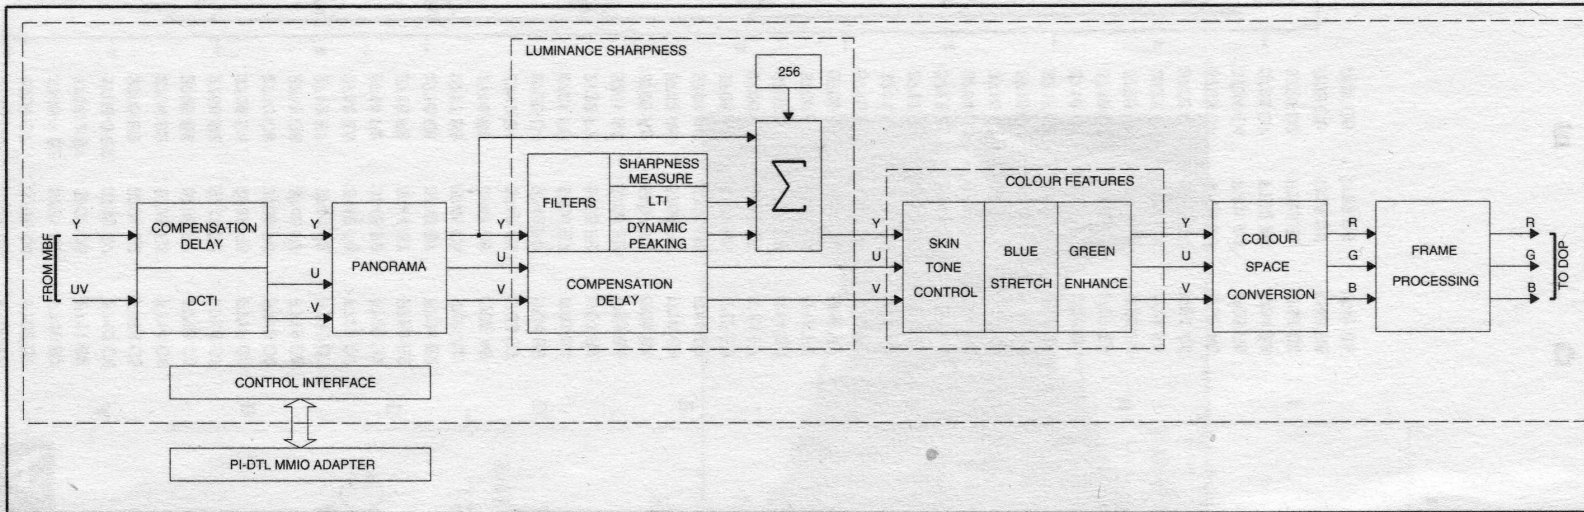 LUMINANCE SHARPNESS
256
SHARPNESS
MEASURE
FILTERS
LTI
DYNAMIC
PEAKING
Σ
COLOUR FEATURES
FROM MBF
Y
UV
COMPENSATION
DELAY
DCTI
Y
U
V
PANORAMA
Y
U
V
COMPENSATION
DELAY
Y
U
V
SKIN
TONE
CONTROL
BLUE
STRETCH
GREEN
ENHANCE
Y
U
V
COLOUR
SPACE
CONVERSION
R
G
B
FRAME
PROCESSING
R
G
B
TO DOP
CONTROL INTERFACE
PI-DTL MMIO ADAPTER